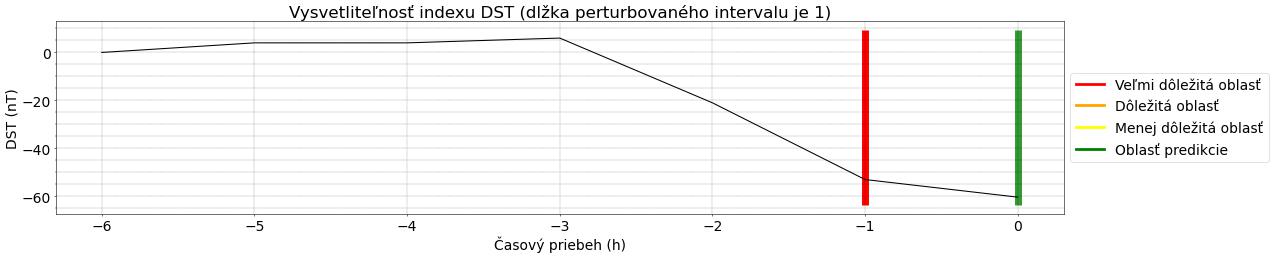 Vysvetliteľnosť indexu DST (dĺžka perturbovaného intervalu je 1)
DST (nT)
0
−20
−40
−60
−6 −5 −4 −3 −2 −1 0
Časový priebeh (h)
Veľmi dôležitá oblasť
Dôležitá oblasť
Menej dôležitá oblasť
Oblasť predikcie